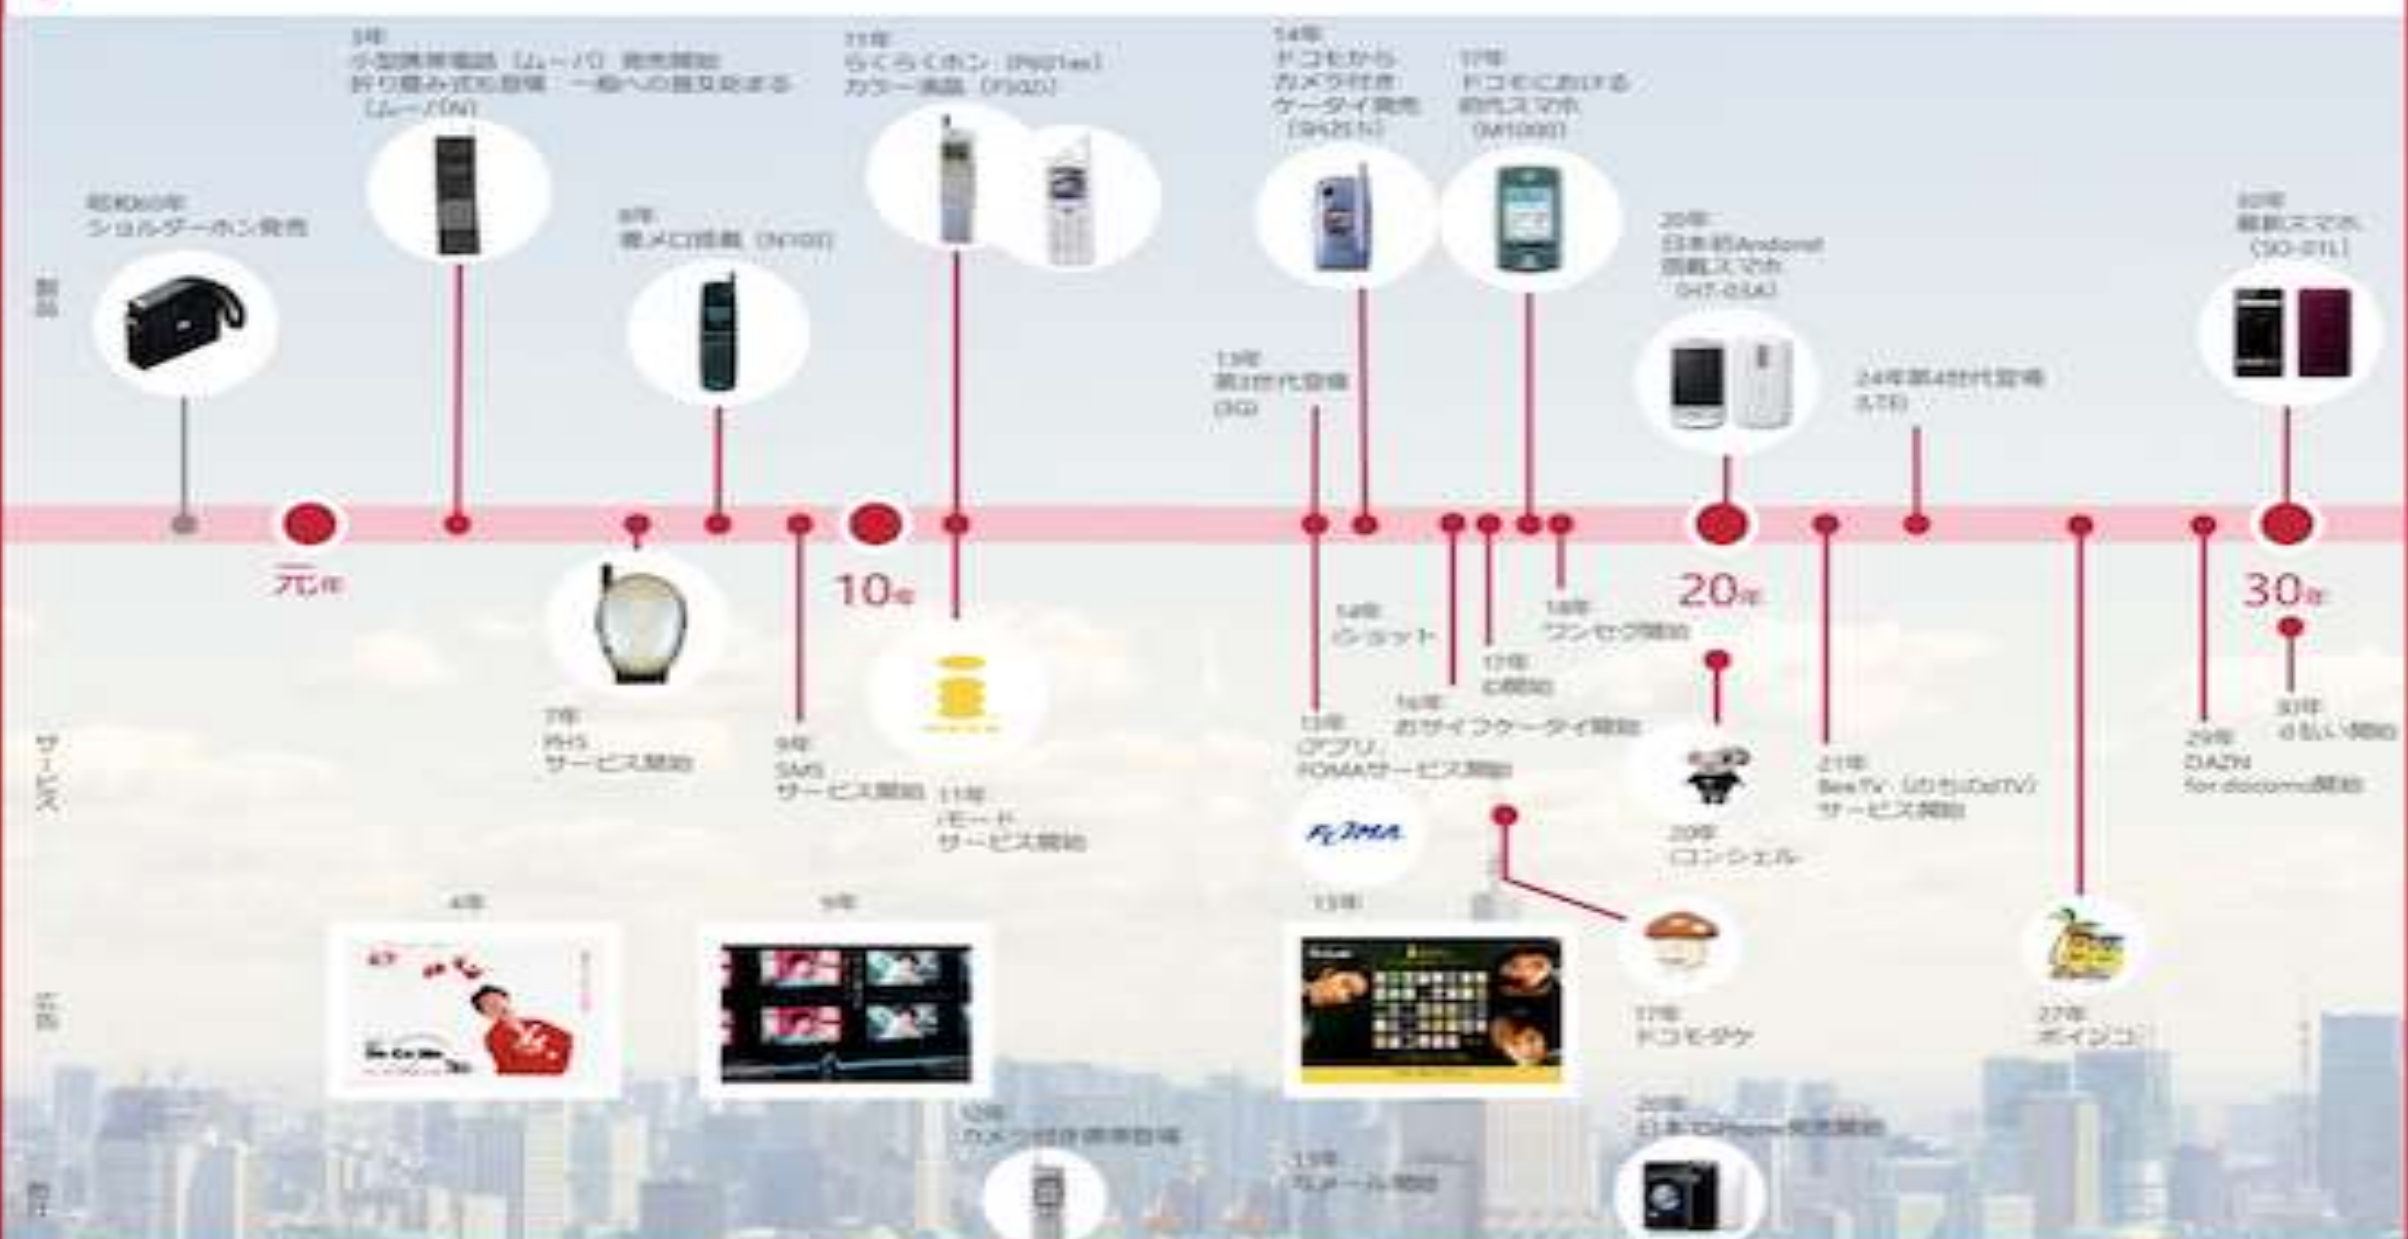 3年
小型携帯電話（ムーバ）発売開始
折り畳み式も登場　一般への普及始まる
（ムーバN）
11年
らくらくホン（P601es）
カラー液晶（F502i）
14年
ドコモから
カメラ付き
ケータイ発売
17年
ドコモにおける
初代スマホ
（M1000）
昭和60年
ショルダーホン発売
8年
着メロ搭載（N103）
20年
日本初Android
搭載スマホ
（HT-03A）
30年
最新スマホ
（SO-01L）
製品
13年
第3世代登場
(3G)
24年第4世代登場
(LTE)
元年
10年
20年
30年
14年
iショット
18年
ワンセグ開始
17年
iD開始
16年
おサイフケータイ開始
7年
PHS
サービス開始
9年
SMS
サービス開始
11年
iモード
サービス開始
13年
iアプリ、
FOMAサービス開始
FOMA
20年
iコンシェル
21年
BeeTV（のちにdTV）
サービス開始
29年
DAZN
for docomo開始
30年
d払い開始
サービス
4年
9年
13年
17年
ドコモダケ
27年
ポインコ
DoCoMo
12年
カメラ付き携帯登場
13年
写メール開始
20年
日本でiPhone発売開始